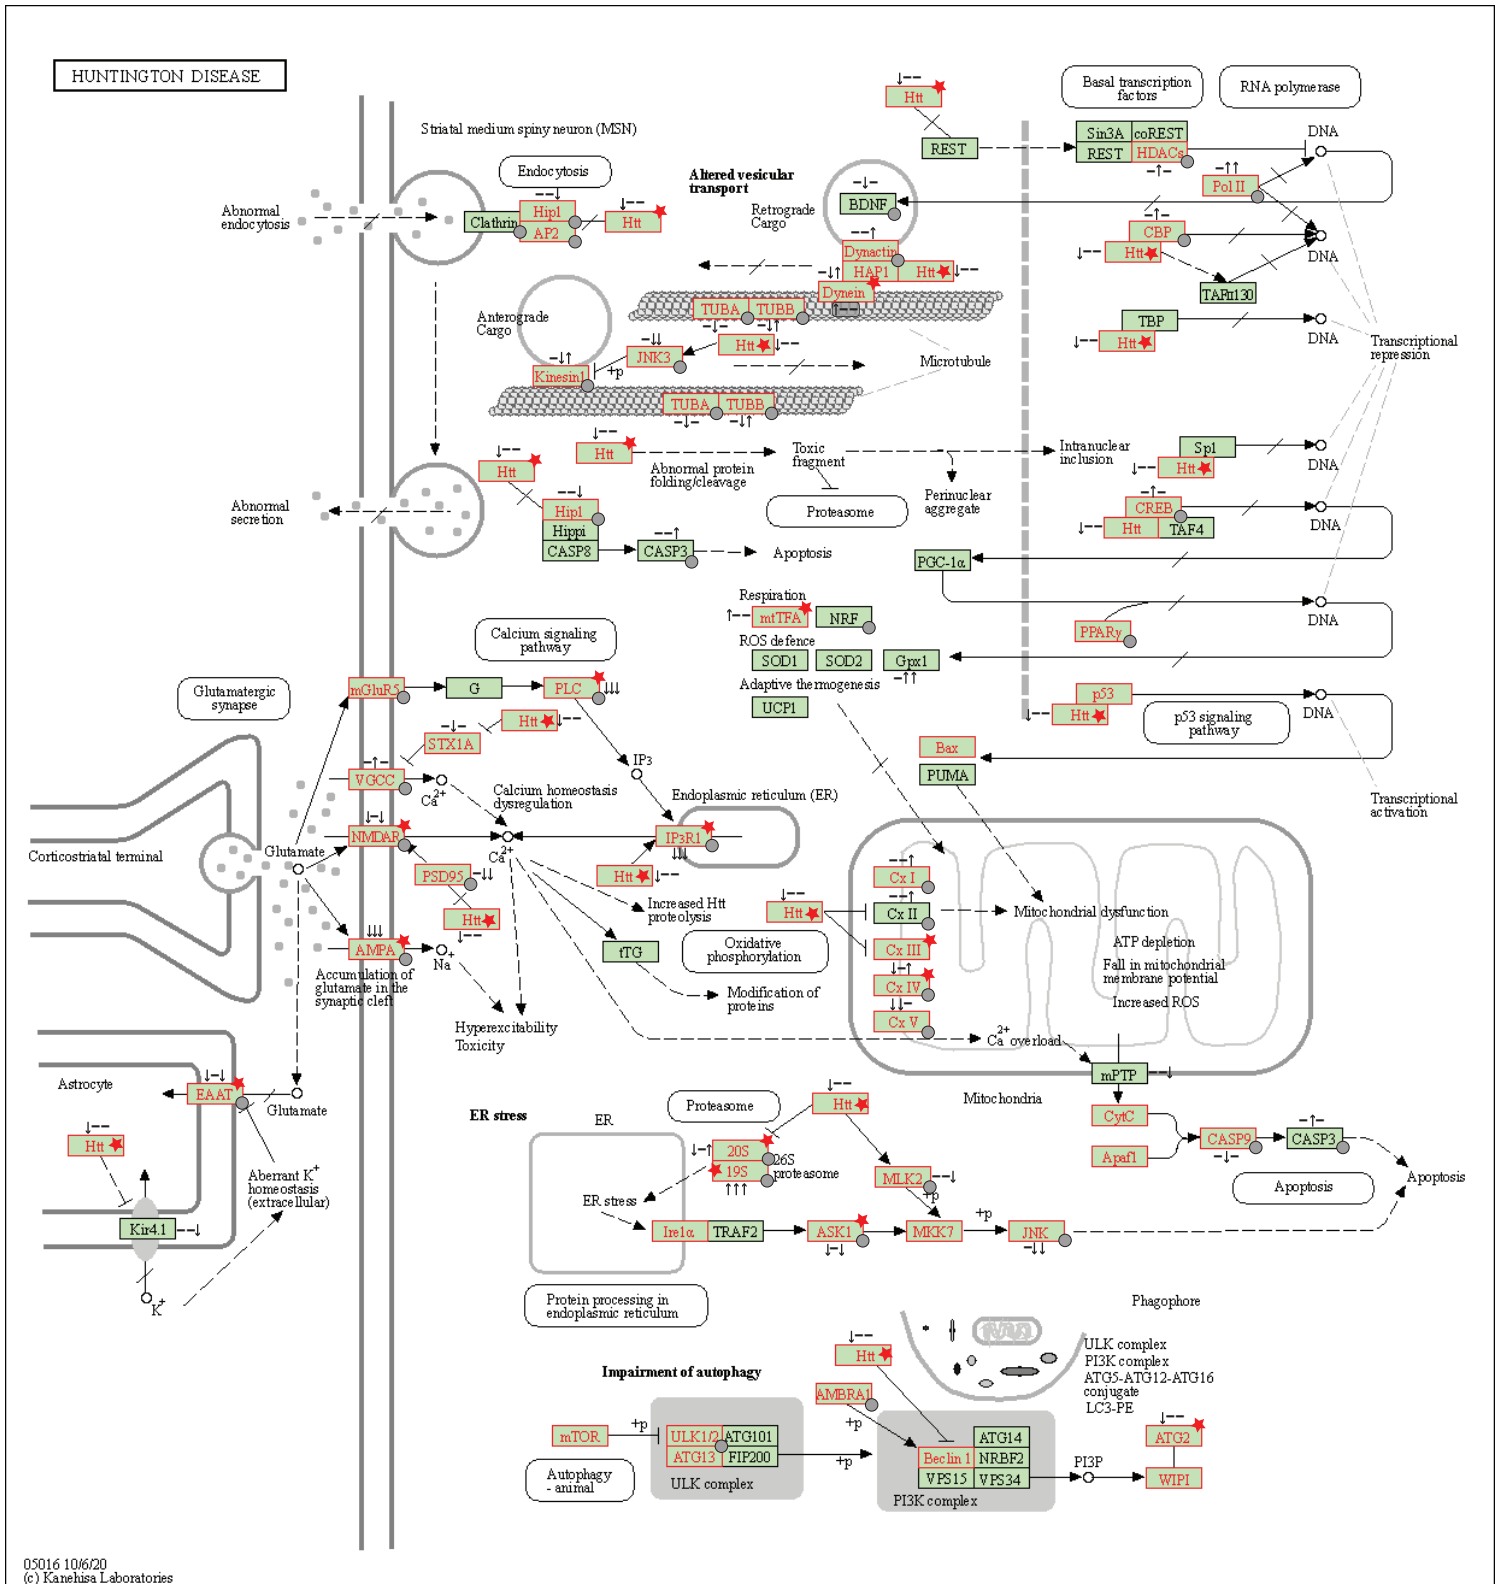 HUNTINGTON DISEASE
Striatal medium spiny neuron (MSN)
Endocytosis
Abnormal
endocytosis
Clathrin
Hip1
AP2
Htt
Altered vesicular
transport
Retrograde
Cargo
BDNF
Dynactin
HAP1
Htt
Dynein
TUBA
TUBB
Anterograde
Cargo
JNK3
Htt
+p
Kinesin1
Microtubule
TUBA
TUBB
Htt
REST
Basal transcription
factors
RNA polymerase
Sin3A
coREST
REST
HDACs
DNA
Pol II
CBP
Htt
DNA
TAFII130
TBP
Htt
DNA
Transcriptional
repression
Htt
Htt
Abnormal protein
folding/cleavage
Toxic
fragment
Intranuclear
inclusion
Perinuclear
aggregate
Proteasome
Sp1
Htt
DNA
CREB
Htt
TAF4
DNA
Abnormal
secretion
Hip1
Hippi
CASP8
CASP3
Apoptosis
PGC-1α
Respiration
mtTFA
NRF
ROS defence
SOD1
SOD2
Gpx1
Adaptive thermogenesis
UCP1
PPARγ
DNA
p53
Htt
DNA
p53 signaling
pathway
Bax
PUMA
Transcriptional
activation
Calcium signaling
pathway
Glutamatergic
synapse
mGluR5
G
PLC
Htt
STX1A
VGCC
Ca2+
IP3
Calcium homeostasis
dysregulation
Endoplasmic reticulum (ER)
Corticostriatal terminal
Glutamate
NMDAR
Ca2+
IP3R1
PSD95
Htt
Htt
Increased Htt
proteolysis
AMPA
Na+
tTG
Accumulation of
glutamate in the
synaptic cleft
Modification of
proteins
Hyperexcitability
Toxicity
Htt
Oxidative
phosphorylation
Cx I
Cx II
Cx III
Cx IV
Cx V
Mitochondrial dysfunction
ATP depletion
Fall in mitochondrial
membrane potential
Increased ROS
Ca2+ overload
mPTP
Mitochondria
CytC
Apaf1
CASP9
CASP3
Apoptosis
Apoptosis
Astrocyte
EAAT
Glutamate
Htt
Aberrant K+
homeostasis
(extracellular)
Kir4.1
K+
ER stress
Proteasome
Htt
ER
20S
19S
26S
proteasome
ER stress
MLK2
+p
Ire1α
TRAF2
ASK1
MKK7
+p
JNK
Protein processing in
endoplasmic reticulum
Phagophore
ULK complex
PI3K complex
ATG5-ATG12-ATG16
conjugate
LC3-PE
Impairment of autophagy
Htt
AMBRA1
+p
mTOR
+p
ULK1/2
ATG101
ATG13
FIP200
ULK complex
+p
Autophagy
- animal
ATG14
Beclin 1
NRBF2
VPS15
VPS34
PI3K complex
PI3P
ATG2
WIPI
05016 10/6/20
(c) Kanehisa Laboratories